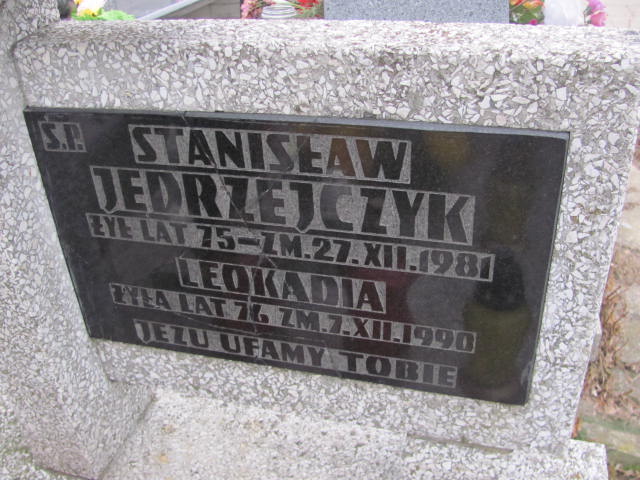 Ś.P. STANISŁAW
JĘDRZEJCZYK
ŻYŁ LAT 75-ZM. 27. XII. 1981
LEOKADIA
ŻYŁA LAT 76 ZM. 7. XII. 1990
JEZU UFAMY TOBIE